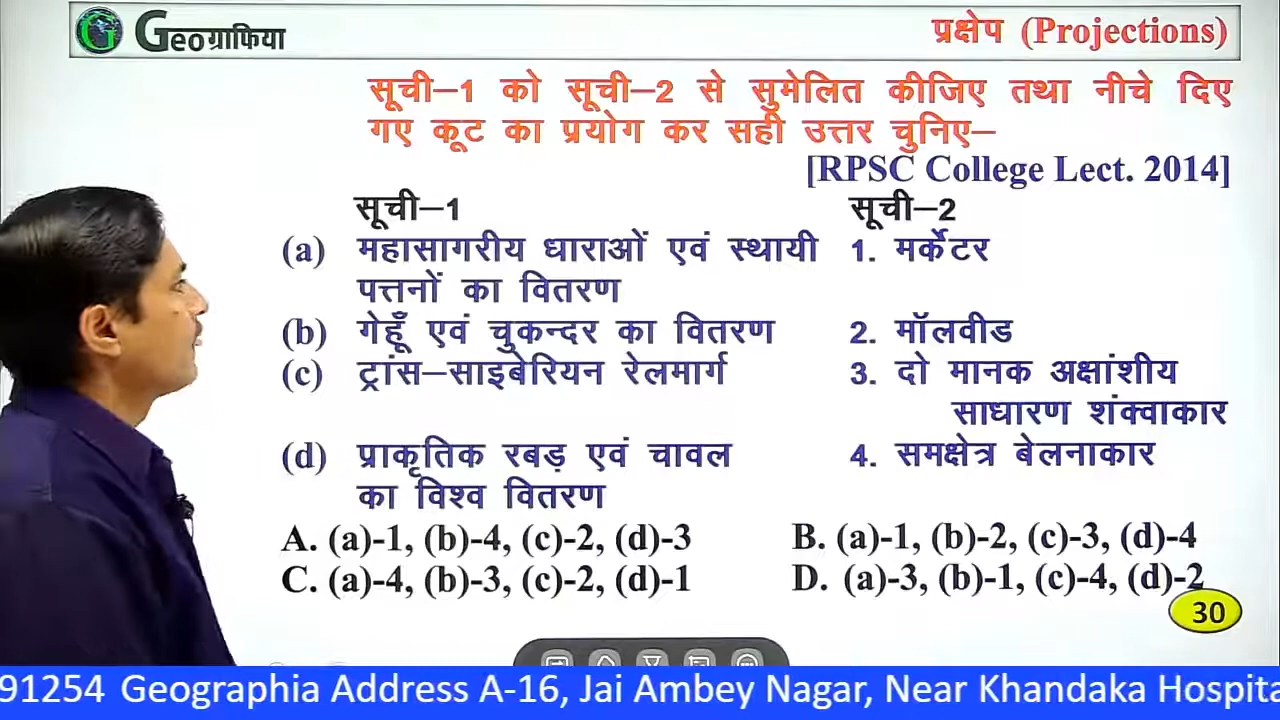 Geoग्राफिया
प्रक्षेप (Projections)
सूची–1 को सूची–2 से सुमेलित कीजिए तथा नीचे दिए
गए कूट का प्रयोग कर सही उत्तर चुनिए–
[RPSC College Lect. 2014]
सूची–1 सूची–2
(a) महासागरीय धाराओं एवं स्थायी 1. मर्केटर
पत्तनों का वितरण
(b) गेहूँ एवं चुकन्दर का वितरण 2. मॉलवीड
(c) ट्रांस–साइबेरियन रेलमार्ग 3. दो मानक अक्षांशीय
साधारण शंक्वाकार
(d) प्राकृतिक रबड़ एवं चावल 4. समक्षेत्र बेलनाकार
का विश्व वितरण
A. (a)-1, (b)-4, (c)-2, (d)-3 B. (a)-1, (b)-2, (c)-3, (d)-4
C. (a)-4, (b)-3, (c)-2, (d)-1 D. (a)-3, (b)-1, (c)-4, (d)-2
30
91254 Geographia Address A-16, Jai Ambey Nagar, Near Khandaka Hospita